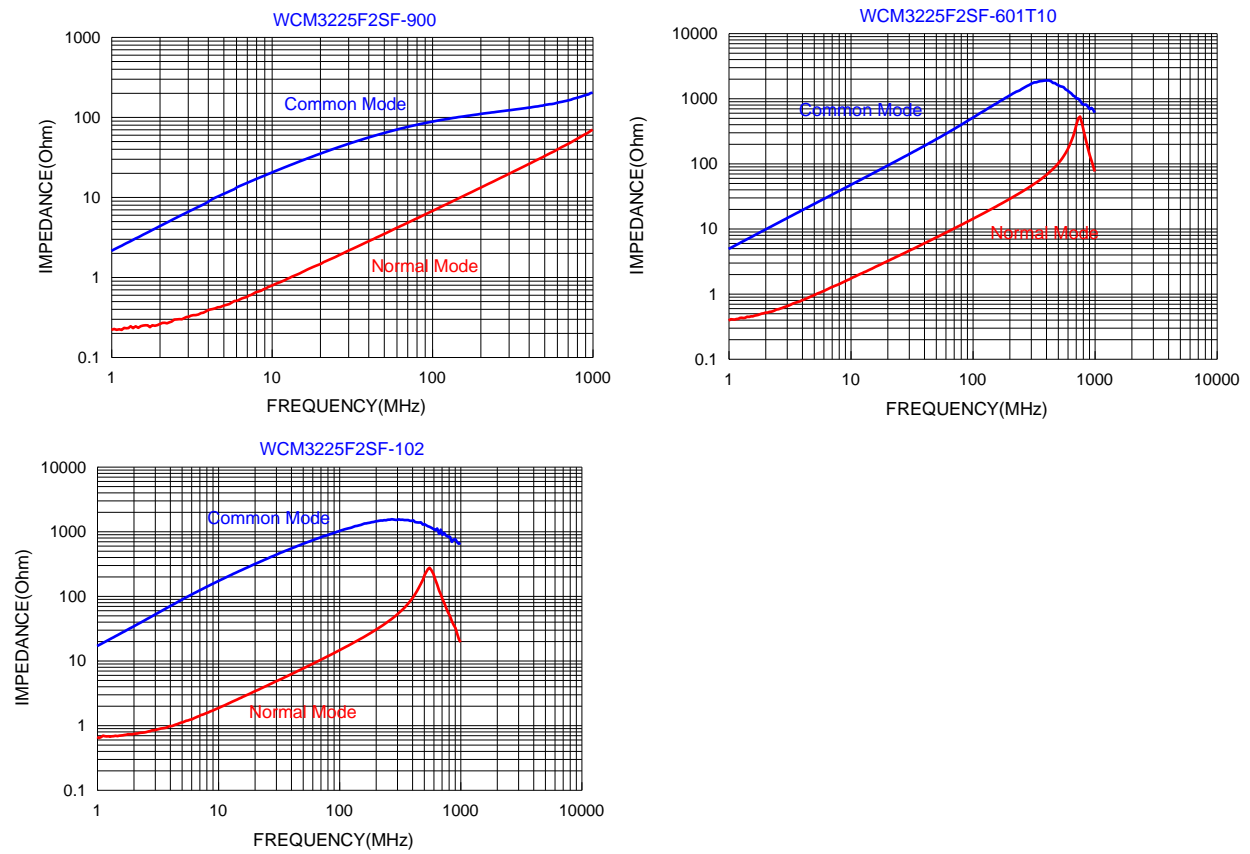 WCM3225F2SF-900
1000
100
10
1
0.1
IMPEDANCE(Ohm)
Common Mode
Normal Mode
1 10 100 1000
FREQUENCY(MHz)
WCM3225F2SF-601T10
10000
1000
100
10
1
0.1
IMPEDANCE(Ohm)
Common Mode
Normal Mode
1 10 100 1000 10000
FREQUENCY(MHz)
WCM3225F2SF-102
10000
1000
100
10
1
0.1
IMPEDANCE(Ohm)
Common Mode
Normal Mode
1 10 100 1000 10000
FREQUENCY(MHz)